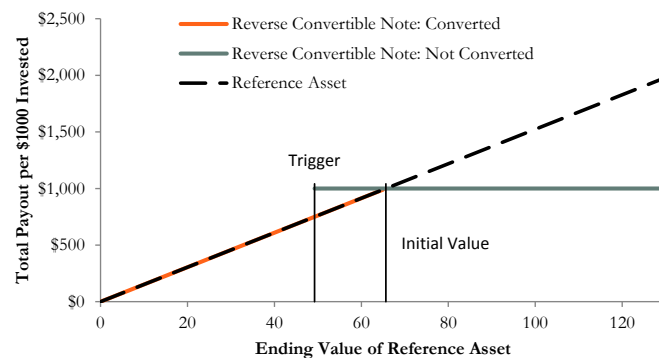 $2,500
Reverse Convertible Note: Converted
Reverse Convertible Note: Not Converted
Reference Asset
$2,000
$1,500
Trigger
$1,000
$500
Initial Value
$0
0 20 40 60 80 100 120
Total Payout per $1000 Invested
Ending Value of Reference Asset